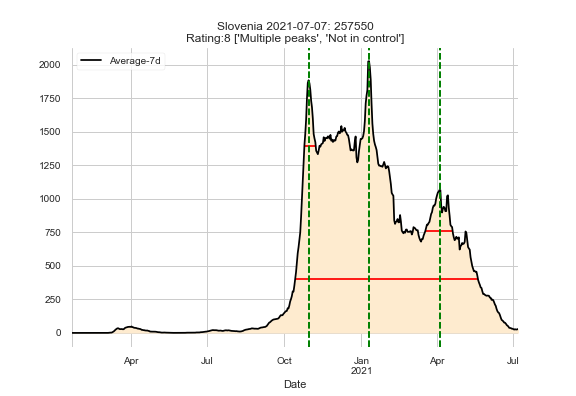 Slovenia 2021-07-07: 257550
Rating:8 ['Multiple peaks', 'Not in control']
Average-7d
2000
1750
1500
1250
1000
750
500
250
0
Apr Jul Oct Jan Apr Jul
2021
Date